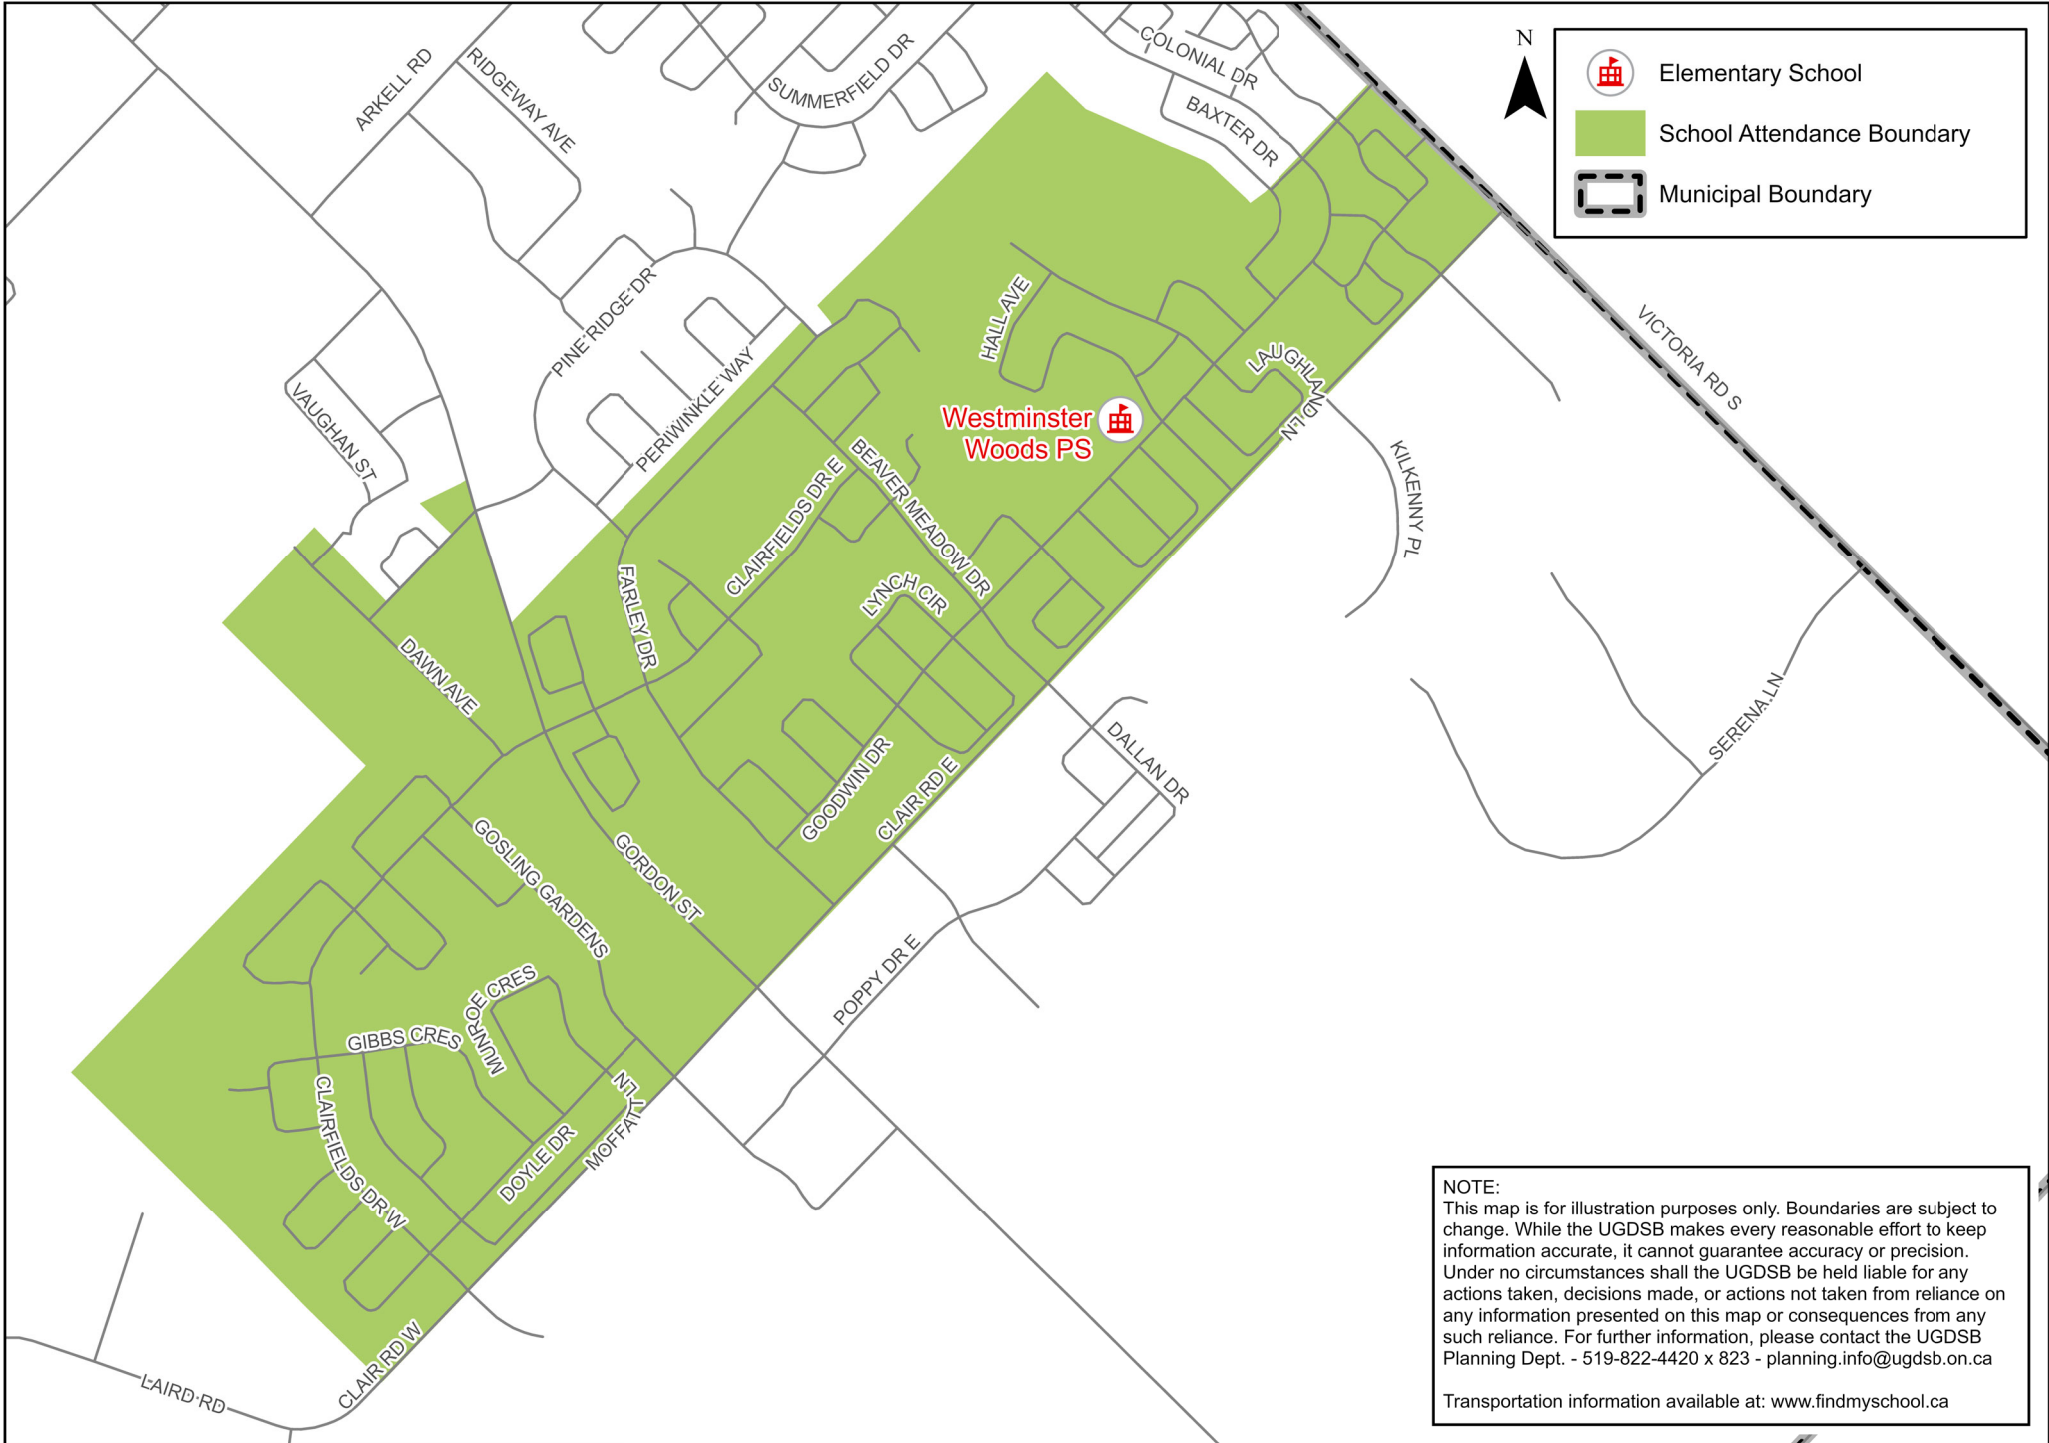 ARKELL RD
RIDGEWAY AVE
SUMMERFIELD DR
COLONIAL DR
BAXTER DR
N
Elementary School
School Attendance Boundary
Municipal Boundary
PINE RIDGE DR
PERIWINKLE WAY
HALL AVE
LAUGHLAND LN
VICTORIA RD S
VAUGHAN ST
Westminster
Woods PS
KILKENNY PL
CLAIRFIELDS DR E
BEAVER MEADOW DR
FARLEY DR
LYNCH CIR
DAWN AVE
SERENA LN
DALLAN DR
GOODWIN DR
CLAIR RD E
GOSLING GARDENS
GORDON ST
POPPY DR E
MUNROE CRES
GIBBS CRES
CLAIRFIELDS DR W
DOYLE DR
MOFFATT LN
CLAIR RD W
LAIRD RD
NOTE:
This map is for illustration purposes only. Boundaries are subject to
change. While the UGDSB makes every reasonable effort to keep
information accurate, it cannot guarantee accuracy or precision.
Under no circumstances shall the UGDSB be held liable for any
actions taken, decisions made, or actions not taken from reliance on
any information presented on this map or consequences from any
such reliance. For further information, please contact the UGDSB
Planning Dept. - 519-822-4420 x 823 - planning.info@ugdsb.on.ca
Transportation information available at: www.findmyschool.ca